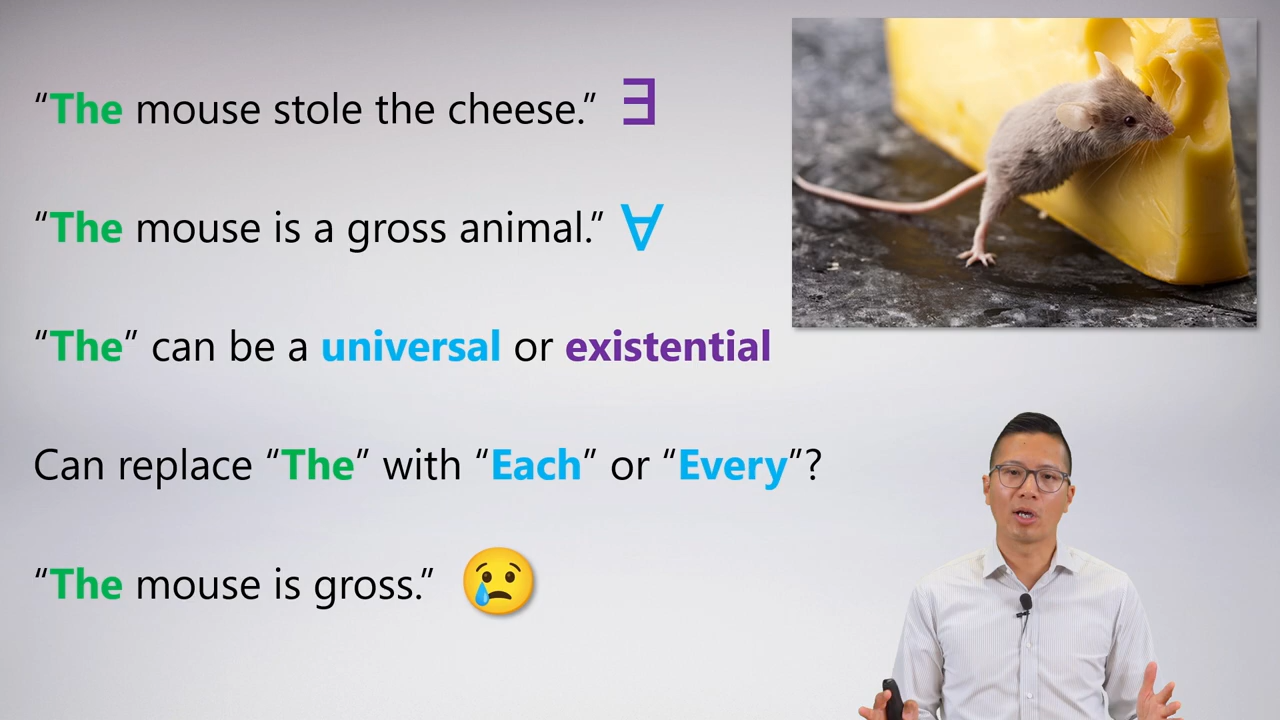 “The mouse stole the cheese.” ∃
“The mouse is a gross animal.” ∀
“The” can be a universal or existential
Can replace “The” with “Each” or “Every”?
“The mouse is gross.” 😢